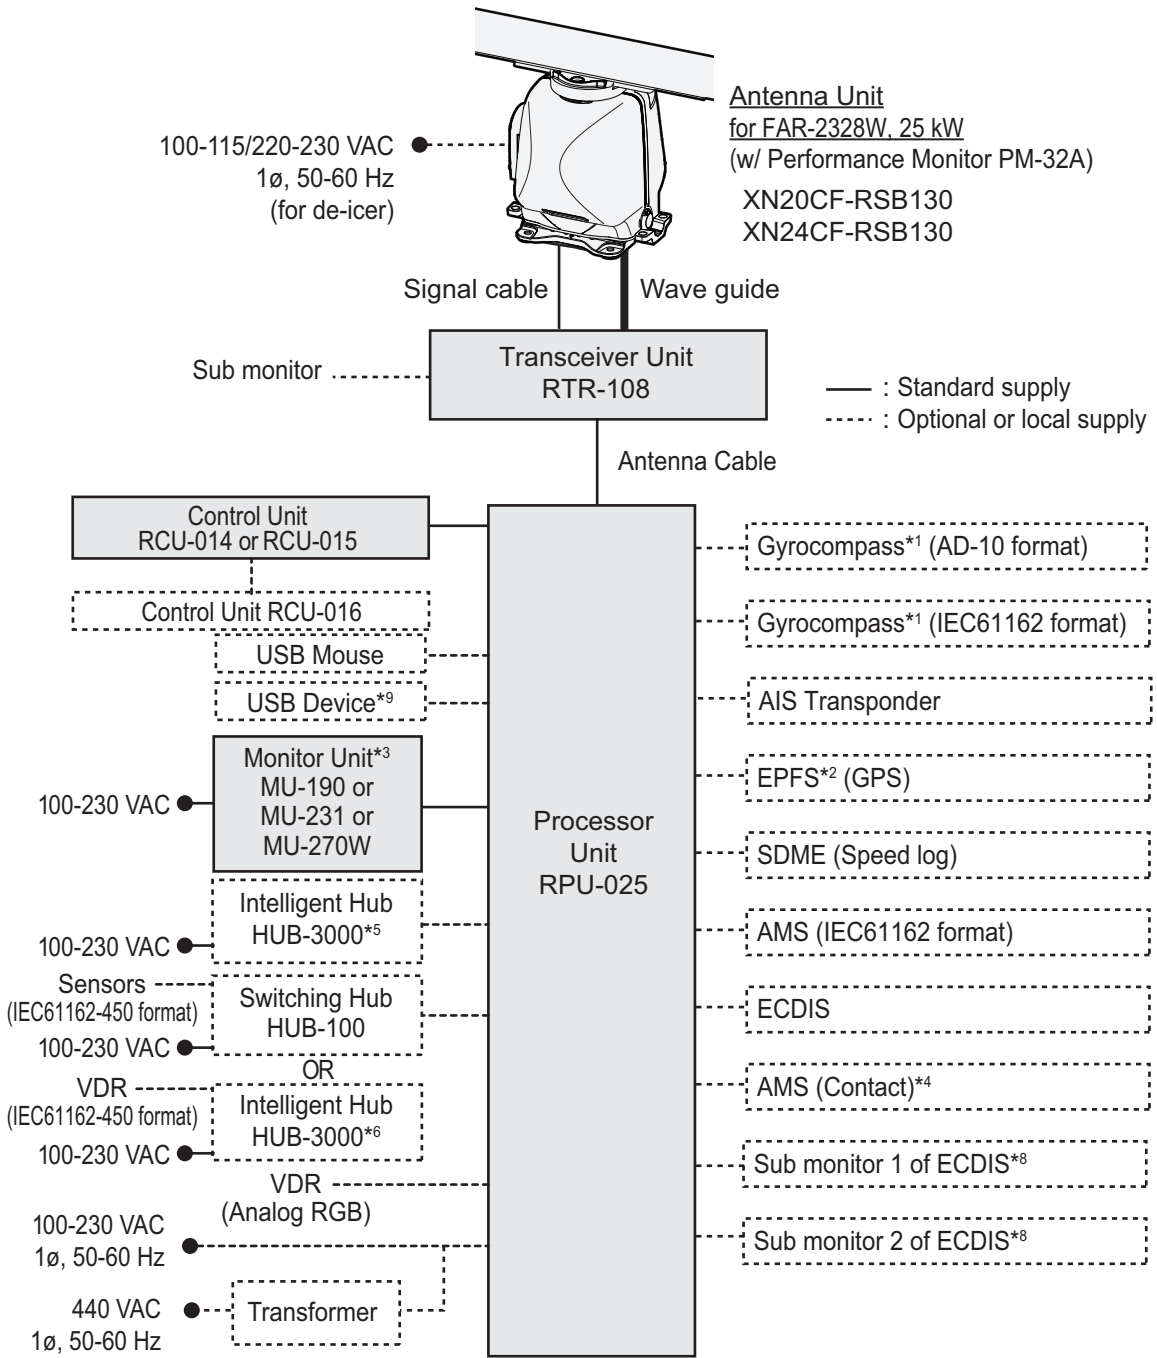 Antenna Unit
for FAR-2328W, 25 kW
(w/ Performance Monitor PM-32A)
XN20CF-RSB130
XN24CF-RSB130
100-115/220-230 VAC
1ø, 50-60 Hz
(for de-icer)
Signal cable
Wave guide
Transceiver Unit
RTR-108
Sub monitor
: Standard supply
: Optional or local supply
Antenna Cable
Control Unit
RCU-014 or RCU-015
Control Unit RCU-016
USB Mouse
USB Device*9
Monitor Unit*3
MU-190 or
MU-231 or
MU-270W
100-230 VAC
Intelligent Hub
HUB-3000*5
100-230 VAC
Sensors
(IEC61162-450 format)
Switching Hub
HUB-100
100-230 VAC
OR
VDR
(IEC61162-450 format)
Intelligent Hub
HUB-3000*6
100-230 VAC
VDR
(Analog RGB)
100-230 VAC
1ø, 50-60 Hz
440 VAC
1ø, 50-60 Hz
Transformer
Processor
Unit
RPU-025
Gyrocompass*1 (AD-10 format)
Gyrocompass*1 (IEC61162 format)
AIS Transponder
EPFS*2 (GPS)
SDME (Speed log)
AMS (IEC61162 format)
ECDIS
AMS (Contact)*4
Sub monitor 1 of ECDIS*8
Sub monitor 2 of ECDIS*8